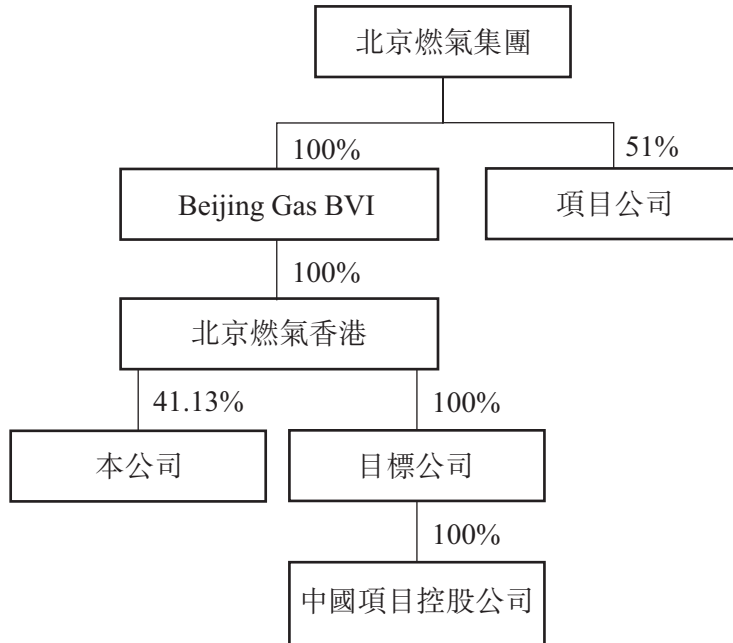 北京燃氣集團
100%
51%
Beijing Gas BVI
項目公司
100%
北京燃氣香港
41.13%
100%
本公司
目標公司
100%
中國項目控股公司